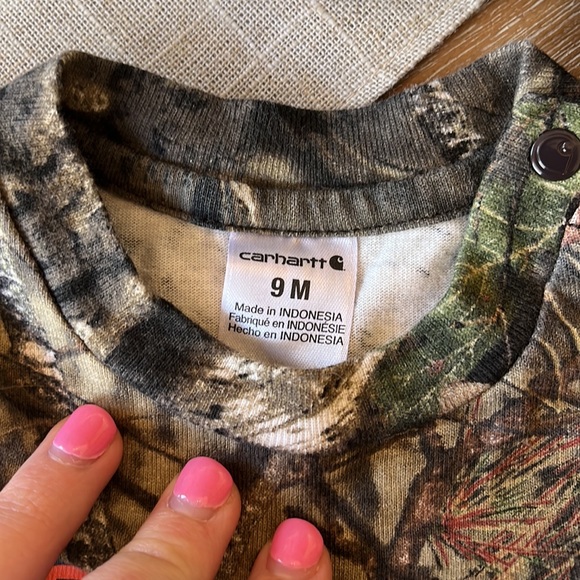 carhartt
9 M
Made in INDONESIA
Fabriqué en INDONÉSIE
Hecho en INDONESIA